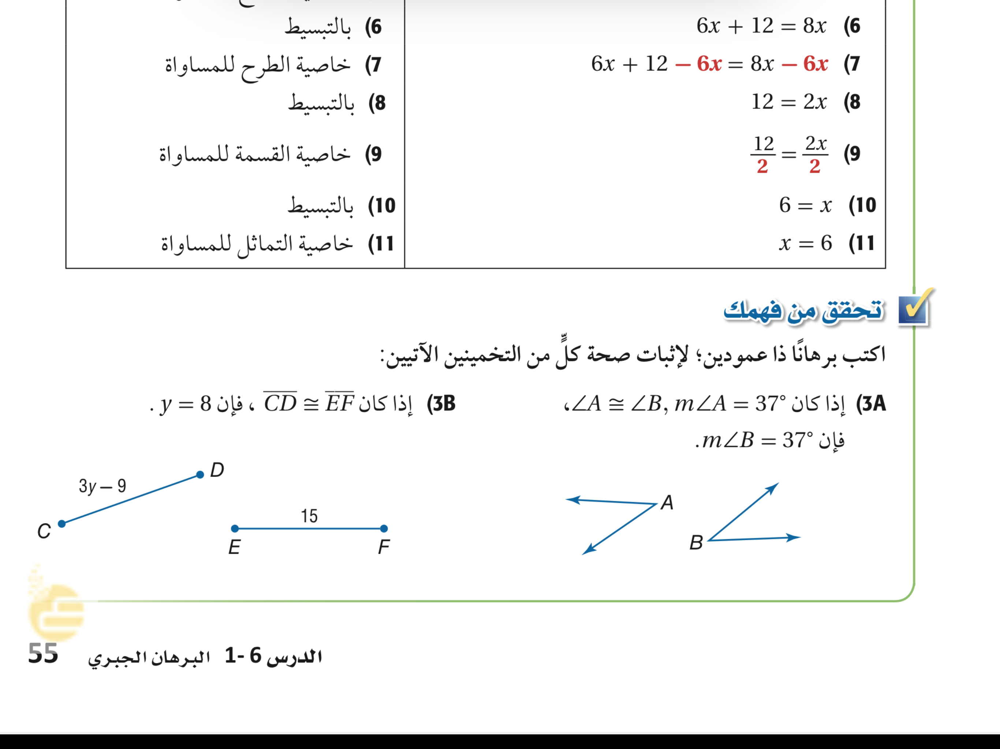 6) 6x + 12 = 8x 6) بالتبسيط
7) 6x + 12 − 6x = 8x − 6x 7) خاصية الطرح للمساواة
8) 12 = 2x 8) بالتبسيط
9) 12/2 = 2x/2 9) خاصية القسمة للمساواة
10) 6 = x 10) بالتبسيط
11) x = 6 11) خاصية التماثل للمساواة
تحقق من فهمك
اكتب برهانًا ذا عمودين؛ لإثبات صحة كلٍّ من التخمينين الآتيين:
3A) إذا كان ∠A ≅ ∠B, m∠A = 37°،
فإن m∠B = 37°.
3B) إذا كان C͞D͞ ≅ E͞F͞ ، فإن y = 8 .
A
B
D
3y – 9
C
15
E F
الدرس 6 -1 البرهان الجبري 55